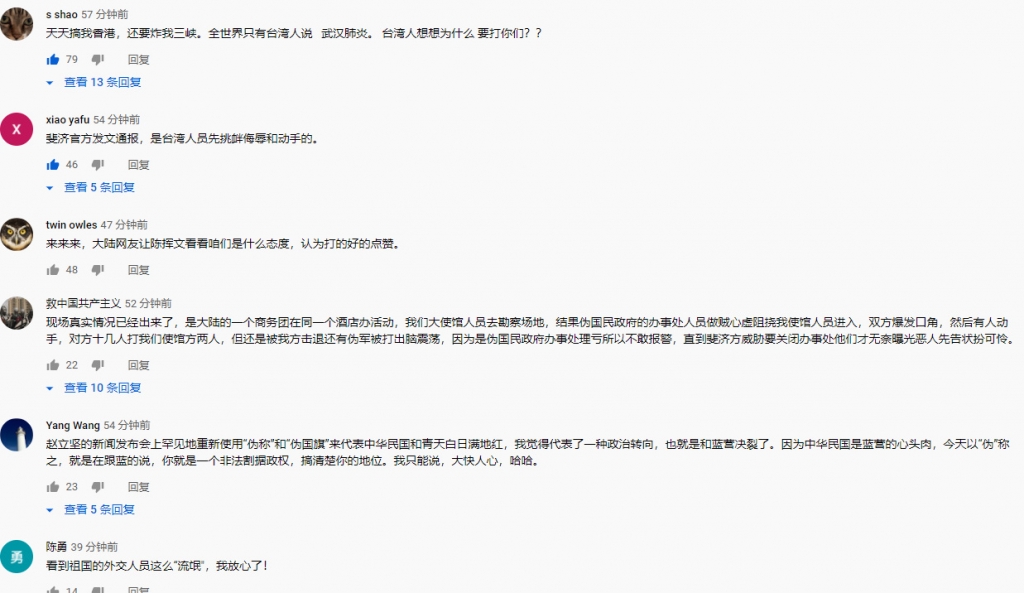 s shao 57 分钟前
天天搞我香港，还要炸我三峡。全世界只有台湾人说 武汉肺炎。 台湾人想想为什么 要打你们？？
79 回复
查看 13 条回复
X
xiao yafu 54 分钟前
斐济官方发文通报，是台湾人员先挑衅侮辱和动手的。
46 回复
查看 5 条回复
twin owles 47 分钟前
来来来，大陆网友让陈挥文看看咱们是什么态度，认为打的好的点赞。
48 回复
救中国共产主义 52 分钟前
现场真实情况已经出来了，是大陆的一个商务团在同一个酒店办活动，我们大使馆人员去勘察场地，结果伪国民政府的办事处人员做贼心虚阻挠我使馆人员进入，双方爆发口角，然后有人动
手，对方十几人打我们使馆方两人，但还是被我方击退还有伪军被打出脑震荡，因为是伪国民政府办事处理亏所以不敢报警，直到斐济方威胁要关闭办事处他们才无奈曝光恶人先告状扮可怜。
22 回复
查看 10 条回复
Yang Wang 54 分钟前
赵立坚的新闻发布会上罕见地重新使用“伪称”和“伪国旗”来代表中华民国和青天白日满地红，我觉得代表了一种政治转向，也就是和蓝营决裂了。因为中华民国是蓝营的心头肉，今天以“伪”称
之，就是在跟蓝的说，你就是一个非法割据政权，搞清楚你的地位。我只能说，大快人心，哈哈。
23 回复
查看 5 条回复
勇
陈勇 39 分钟前
看到祖国的外交人员这么“流氓”，我放心了！
14 回复